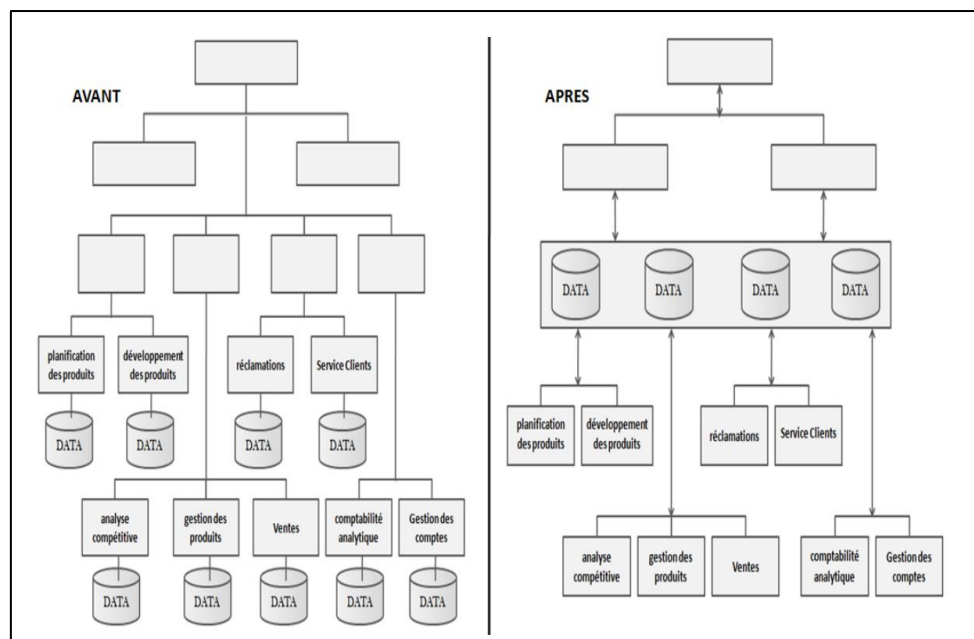 AVANT
planification
des produits
développement
des produits
réclamations
Service Clients
DATA
DATA
DATA
DATA
analyse
compétitive
gestion des
produits
Ventes
comptabilité
analytique
Gestion des
comptes
DATA
DATA
DATA
DATA
DATA
APRES
DATA
DATA
DATA
DATA
planification
des produits
développement
des produits
réclamations
Service Clients
analyse
compétitive
gestion des
produits
Ventes
comptabilité
analytique
Gestion des
comptes